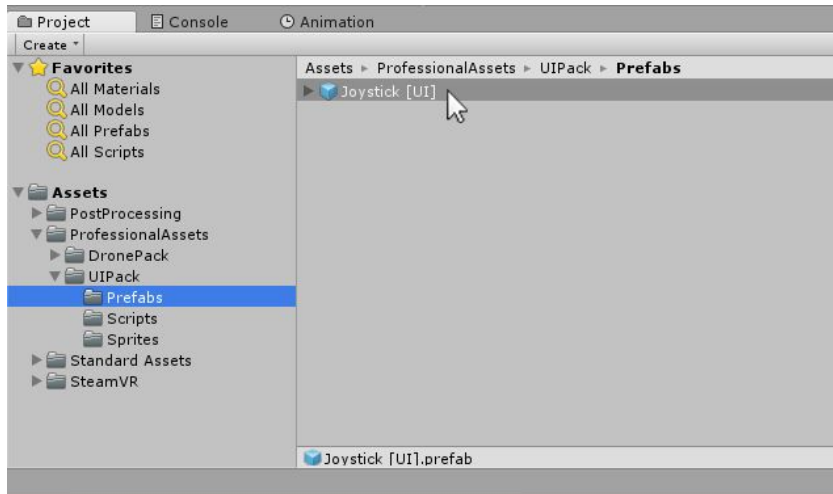 Project Console Animation
Create
Favorites
All Materials
All Models
All Prefabs
All Scripts
Assets
PostProcessing
ProfessionalAssets
DronePack
UIPack
Prefabs
Scripts
Sprites
Standard Assets
SteamVR
Assets ProfessionalAssets UIPack Prefabs
Joystick [UI]
Joystick [UI].prefab